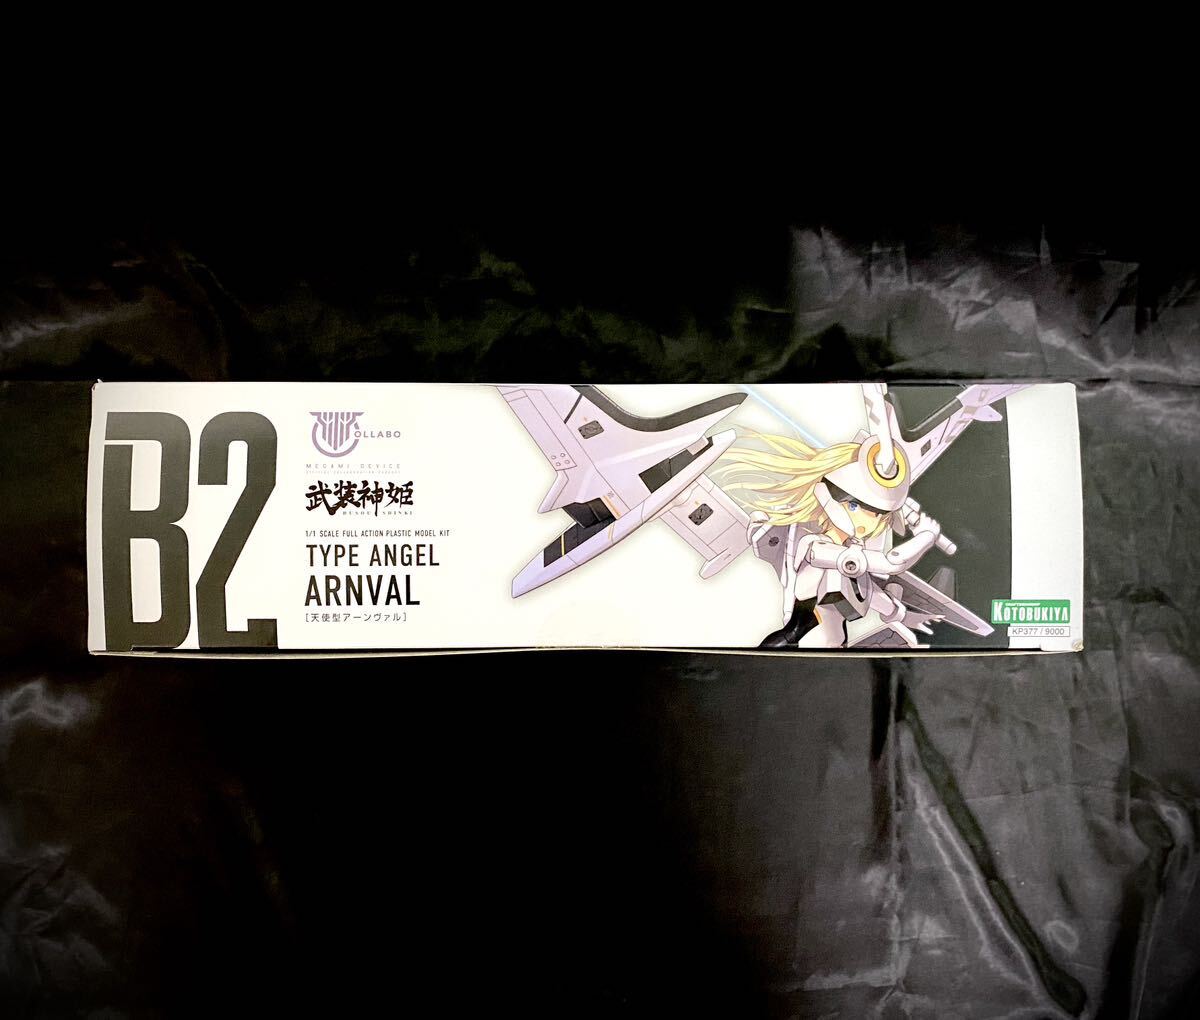 B2
OLLABO
MEGAMI DEVICE
武装神姫
BUSOU SHINKI
1/1 SCALE FULL ACTION PLASTIC MODEL KIT
TYPE ANGEL
ARNVAL
[天使型アーンヴァル]
KOTOBUKIYA
KP377 / 9000